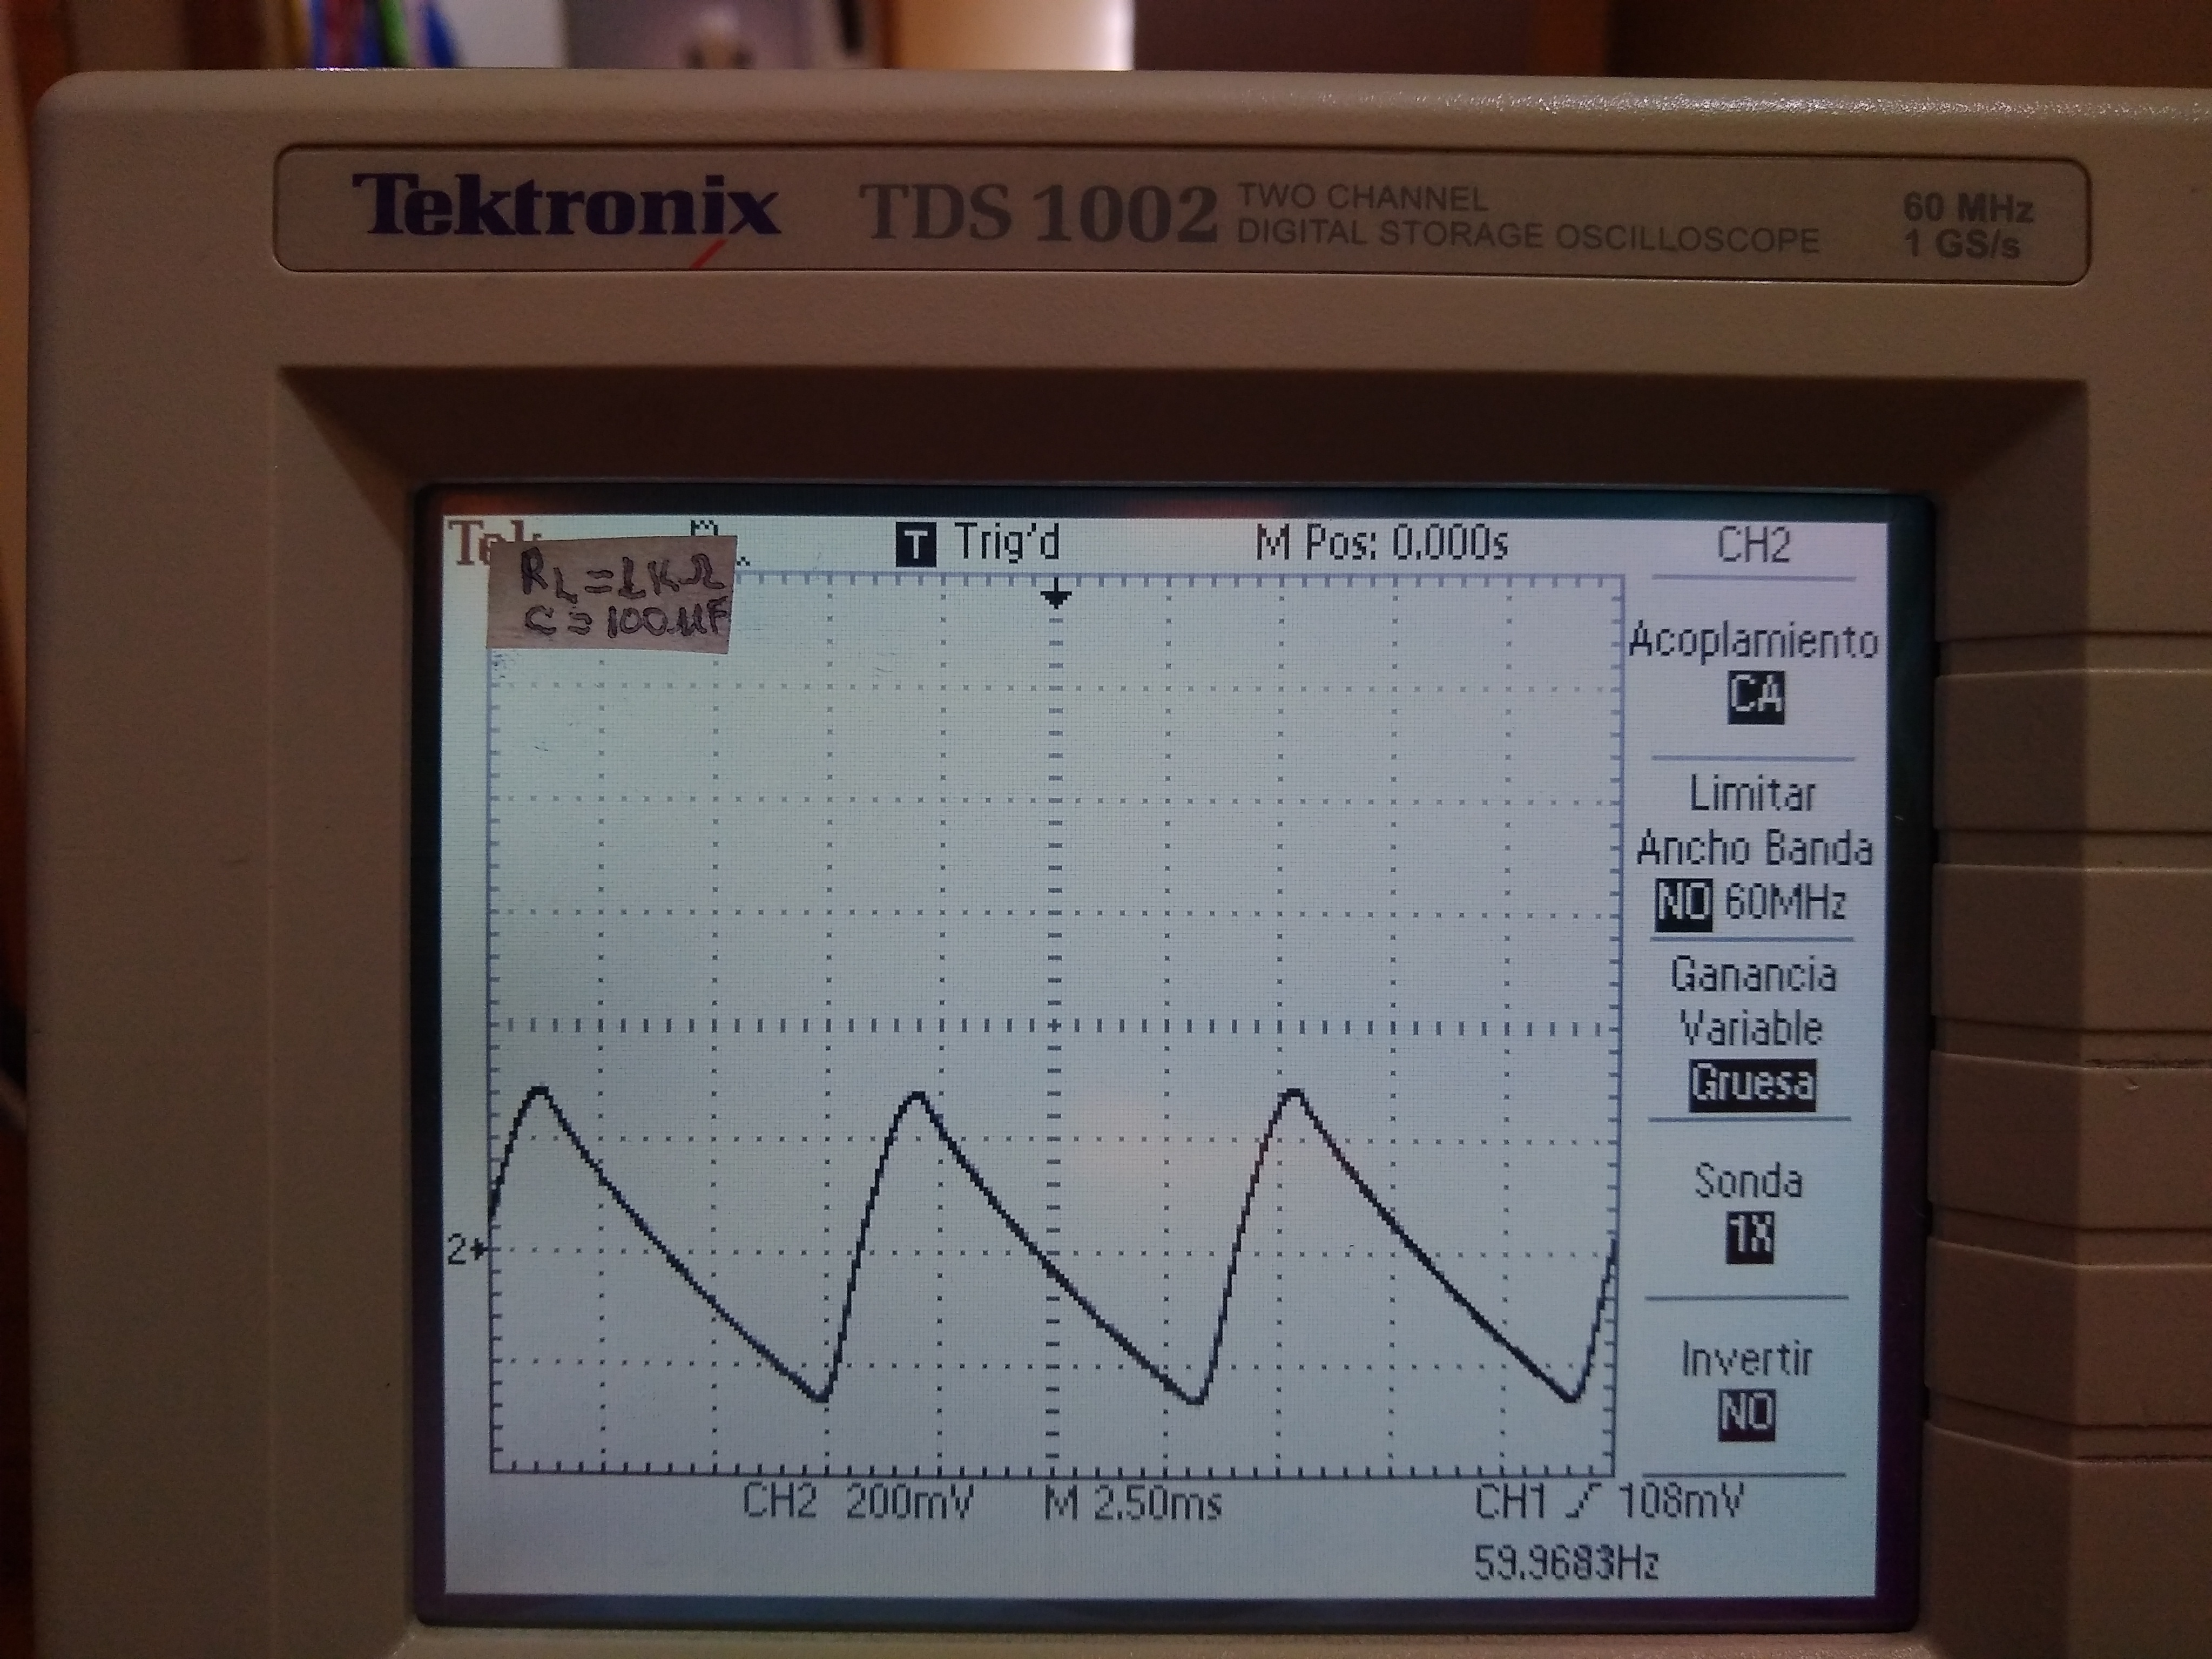 Tektronix TDS 1002 TWO CHANNEL
DIGITAL STORAGE OSCILLOSCOPE
60 MHz
1 GS/s
Tek
T Trig'd
M Pos: 0.000s
CH2
RL=1KΩ
C=100µF
Acoplamiento
CA
Limitar
Ancho Banda
NO 60MHz
Ganancia
Variable
Gruesa
Sonda
1X
Invertir
NO
2
CH2 200mV
M 2.50ms
CH1 108mV
59.9683Hz